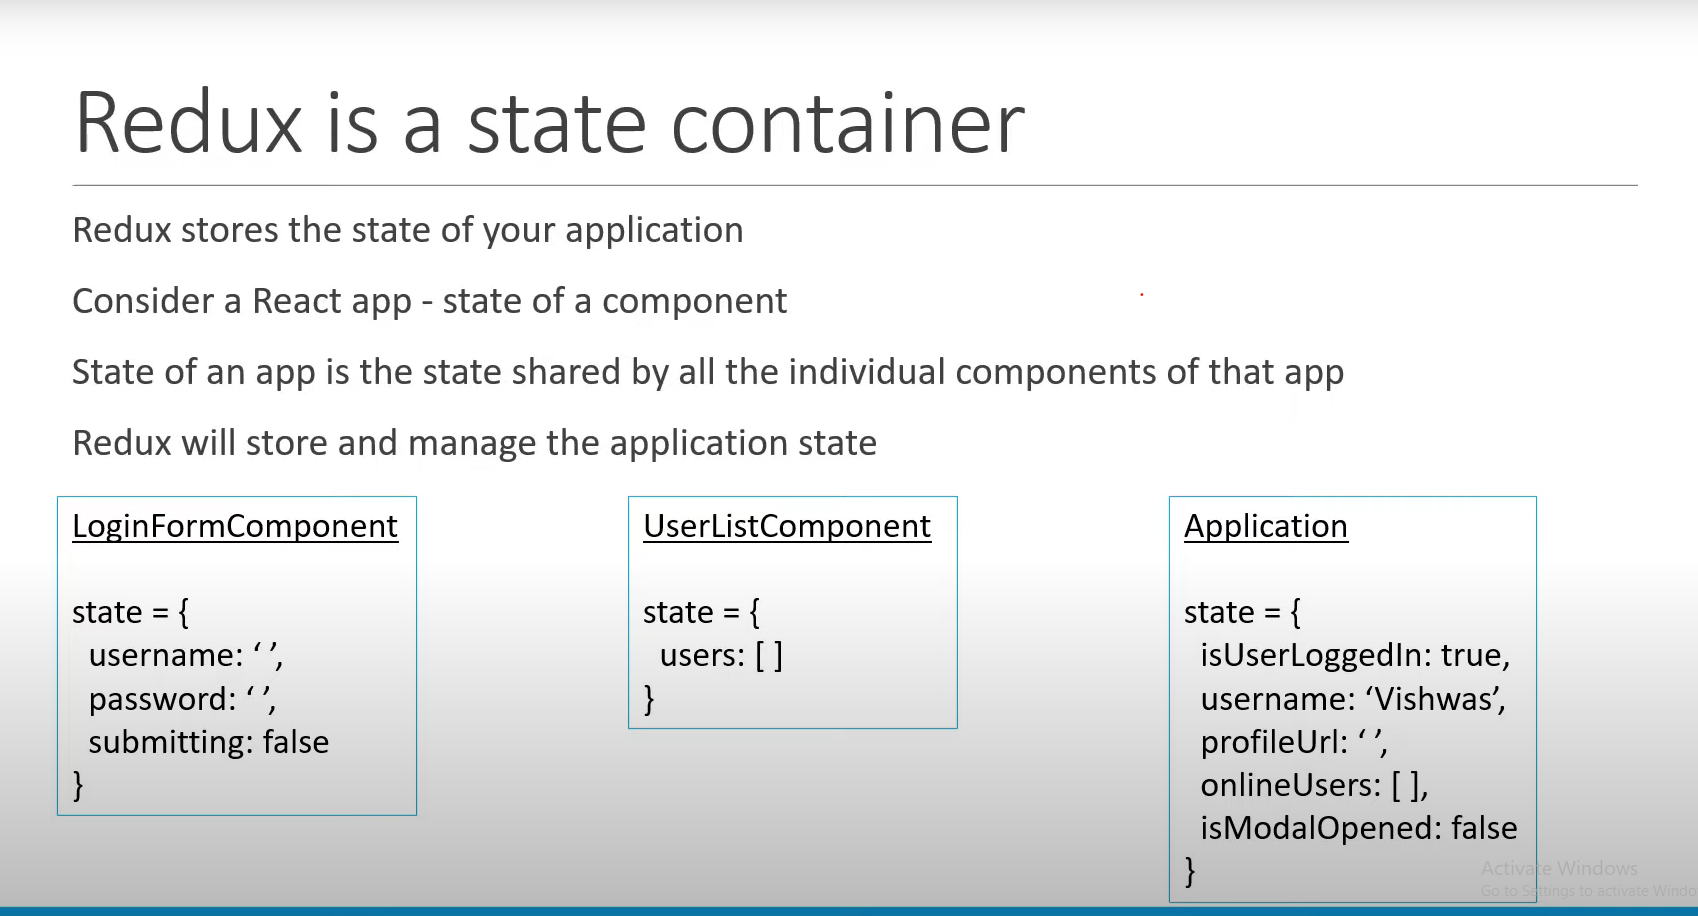 Redux is a state container
Redux stores the state of your application
Consider a React app - state of a component
State of an app is the state shared by all the individual components of that app
Redux will store and manage the application state
LoginFormComponent
state = {
username: ‘ ’,
password: ‘ ’,
submitting: false
}
UserListComponent
state = {
users: [ ]
}
Application
state = {
isUserLoggedIn: true,
username: ‘Vishwas’,
profileUrl: ‘ ’,
onlineUsers: [ ],
isModalOpened: false
}
Activate Windows
Go to Settings to activate Windo